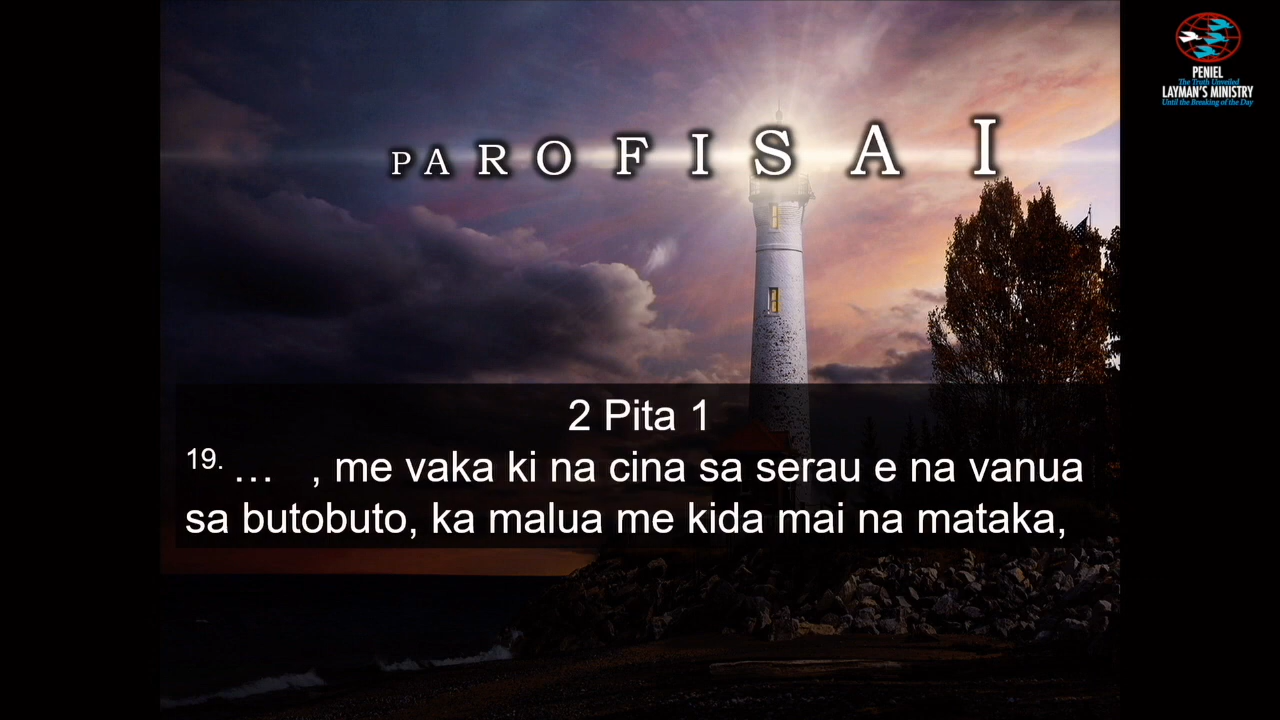 PAROFISAI
2 Pita 1
19. ... , me vaka ki na cina sa serau e na vanua
sa butobuto, ka malua me kida mai na mataka,
PENIEL
The Truth Unveiled
LAYMAN'S MINISTRY
Until the Breaking of the Day